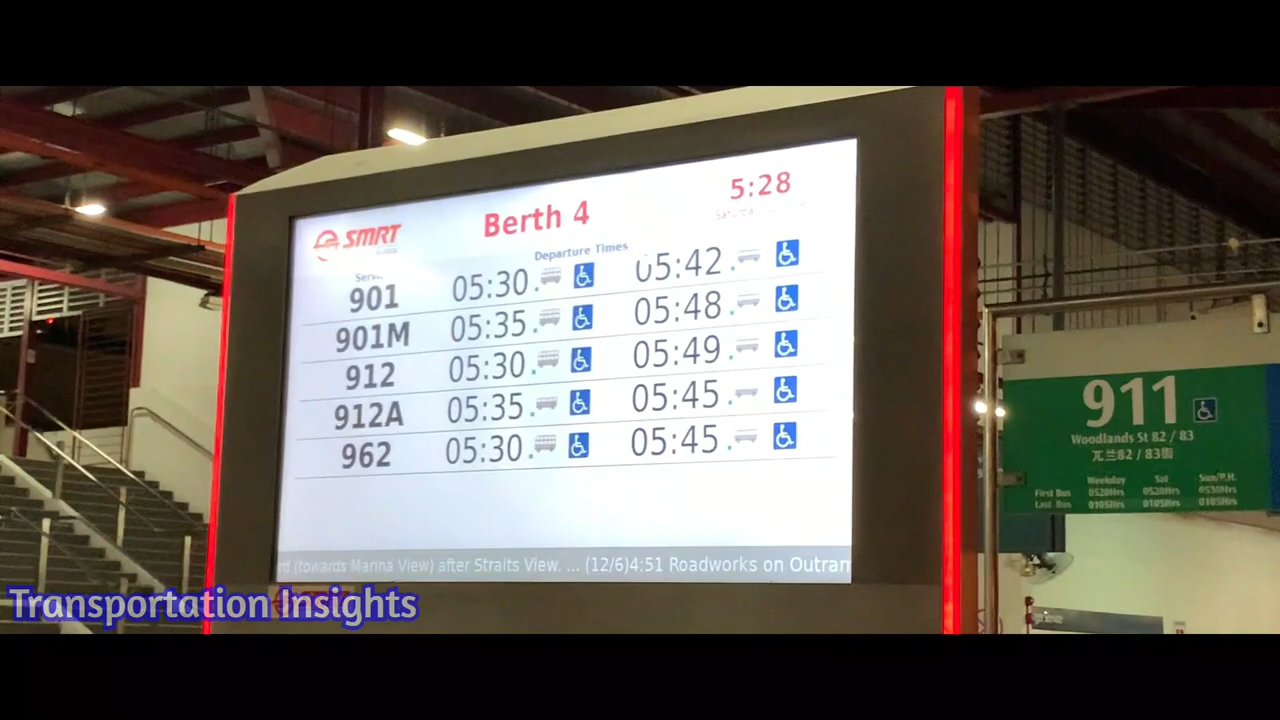 5:28
SMRT
Berth 4
Departure Times
901 05:30 05:42
901M 05:35 05:48
912 05:30 05:49
912A 05:35 05:45
962 05:30 05:45
(towards Marina View) after Straits View. ... (12/6)4:51 Roadworks on Outram
911
Woodlands St 82 / 83
兀兰82 / 83街
Weekday Sat Sun/P.H.
First Bus 0520Hrs 0520Hrs 0530Hrs
Last Bus 0105Hrs 0105Hrs 0105Hrs
Transportation Insights